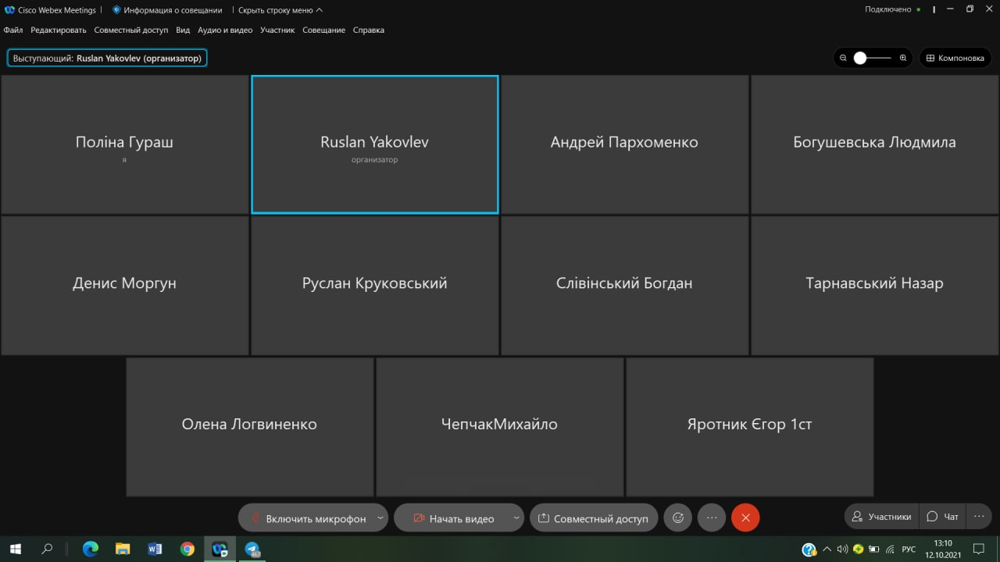 Cisco Webex Meetings | Информация о совещании | Скрыть строку меню
Подключено
Файл Редактировать Совместный доступ Вид Аудио и видео Участник Совещание Справка
Выступающий: Ruslan Yakovlev (организатор)
Компоновка
Поліна Гураш
я
Ruslan Yakovlev
организатор
Андрей Пархоменко
Богушевська Людмила
Денис Моргун
Руслан Круковський
Слівінський Богдан
Тарнавський Назар
Олена Логвиненко
ЧепчакМихайло
Яротник Єгор 1ст
Включить микрофон
Начать видео
Совместный доступ
Участники
Чат
РУС
13:10
12.10.2021